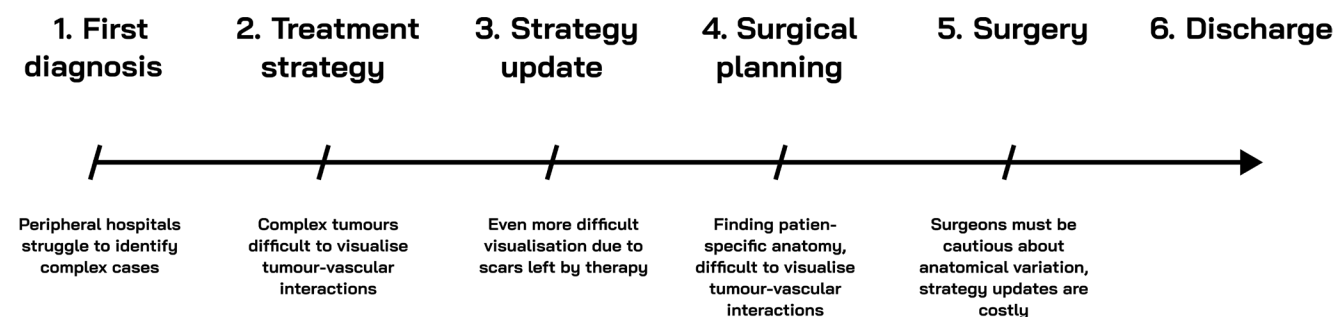 1. First
diagnosis
2. Treatment
strategy
3. Strategy
update
4. Surgical
planning
5. Surgery
6. Discharge
Peripheral hospitals
struggle to identify
complex cases
Complex tumours
difficult to visualise
tumour-vascular
interactions
Even more difficult
visualisation due to
scars left by therapy
Finding patien-
specific anatomy,
difficult to visualise
tumour-vascular
interactions
Surgeons must be
cautious about
anatomical variation,
strategy updates are
costly